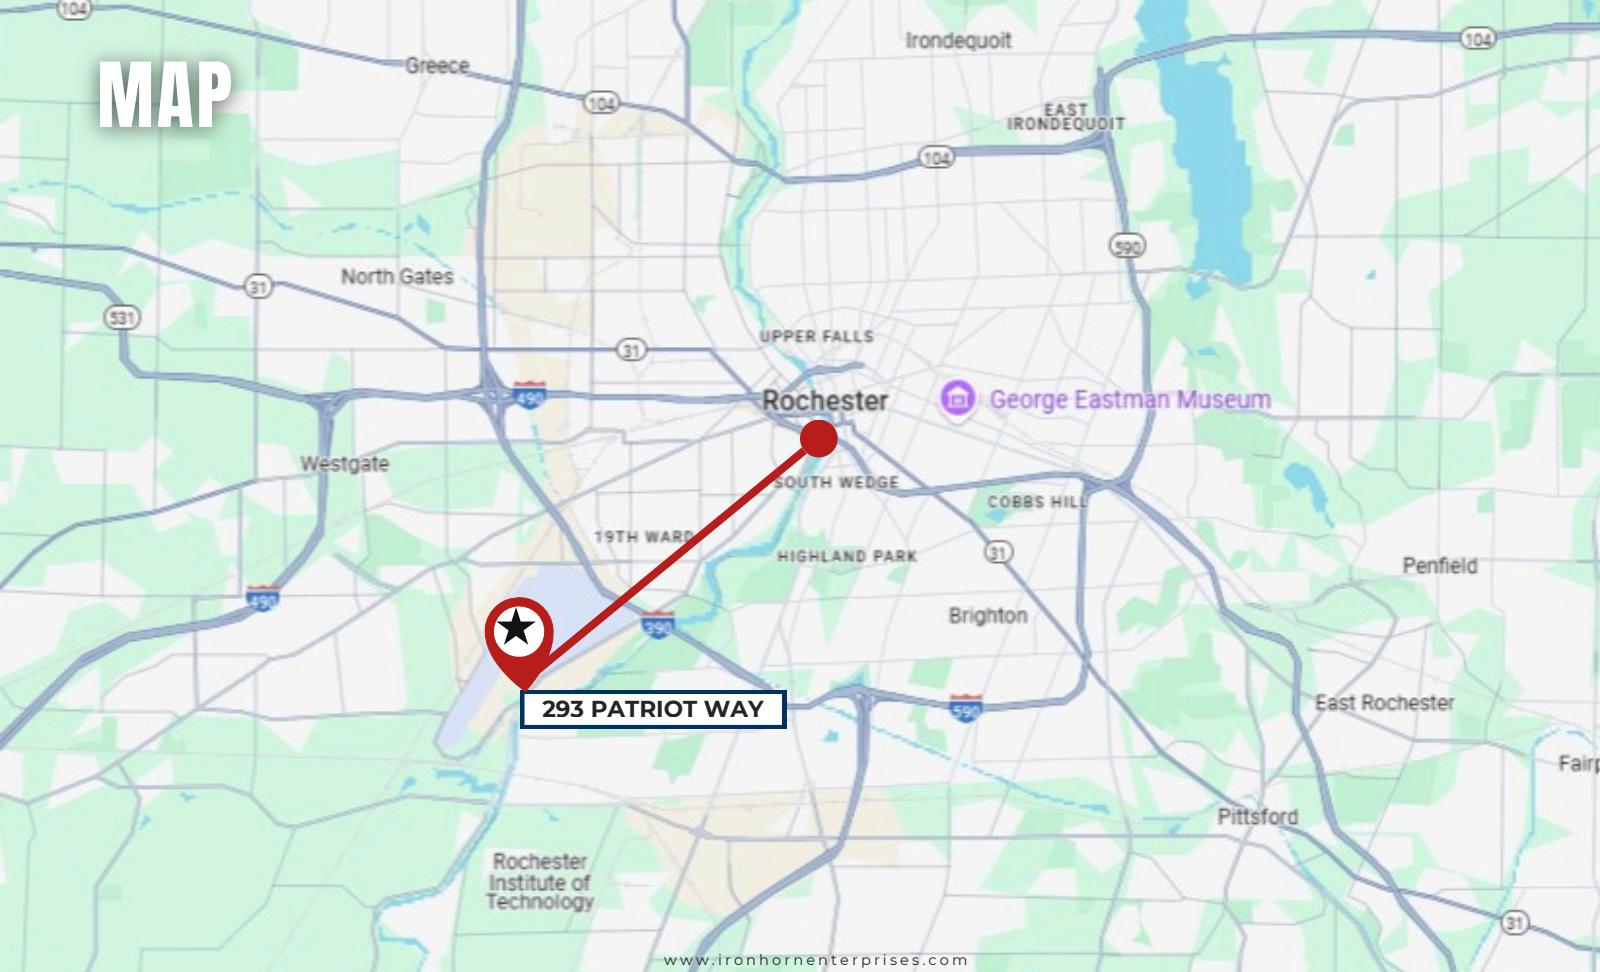 104
MAP
Greece
Irondequoit
104
104
EAST
IRONDEQUOIT
104
590
North Gates
31
531
31
UPPER FALLS
490
Rochester
George Eastman Museum
Westgate
SOUTH WEDGE
COBBS HILL
19TH WARD
HIGHLAND PARK
31
Penfield
490
Brighton
390
293 PATRIOT WAY
590
East Rochester
Fairp
Pittsford
Rochester
Institute of
Technology
31
www.ironhornenterprises.com